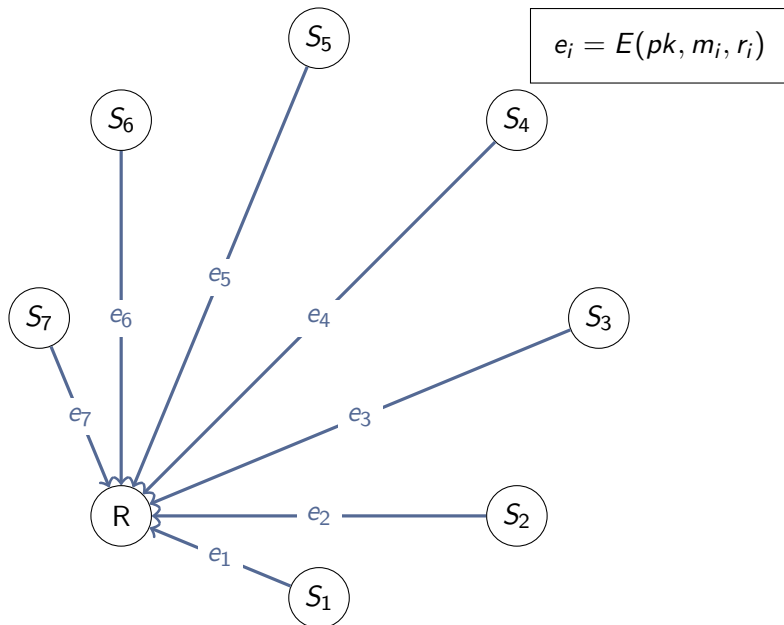 S₅
e_i = E(pk, m_i, r_i)
S₆
S₄
e₅
S₇
e₆
e₄
S₃
e₇
e₃
R
e₂
S₂
e₁
S₁